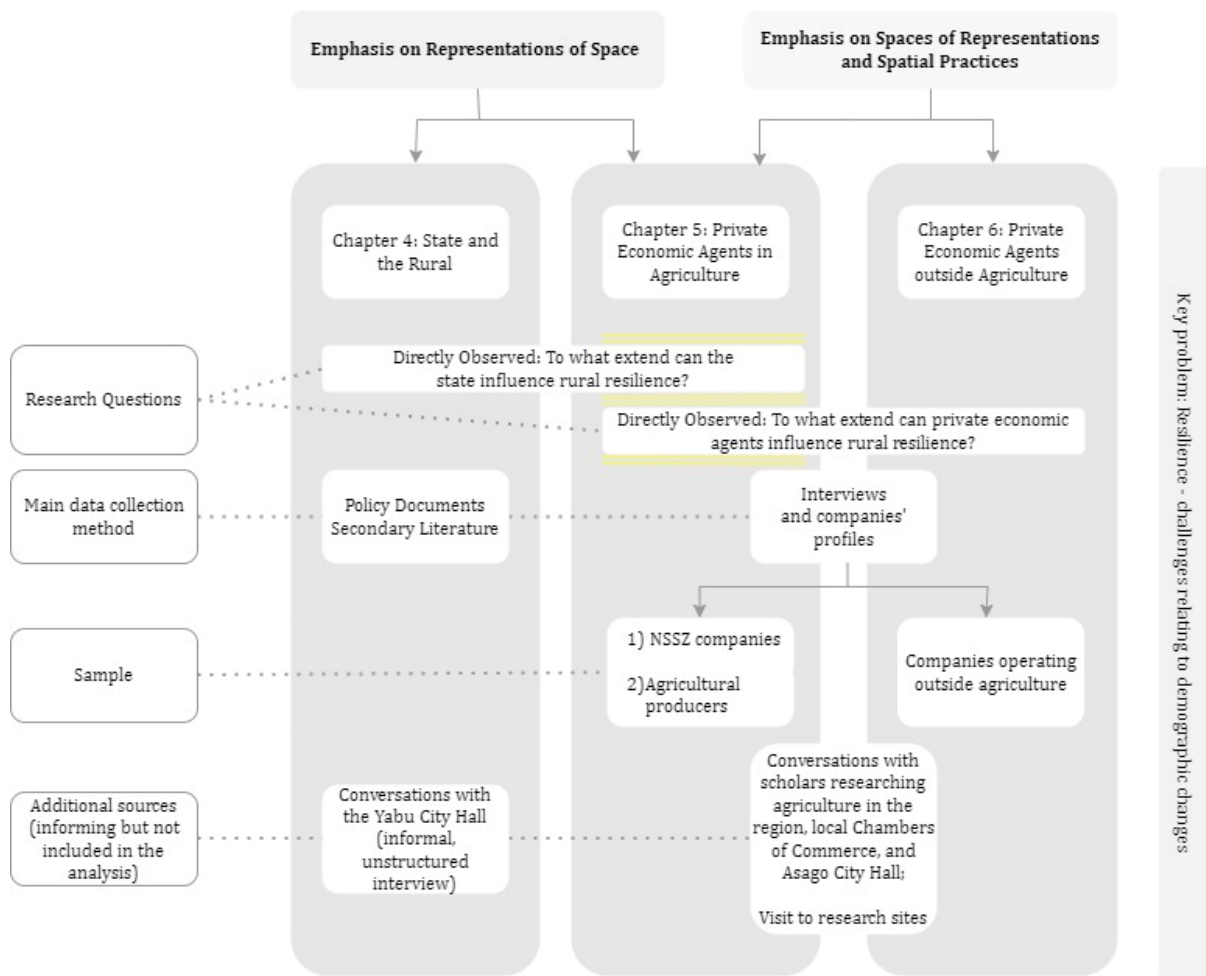 Emphasis on Representations of Space
Emphasis on Spaces of Representations
and Spatial Practices
Chapter 4: State and
the Rural
Chapter 5: Private
Economic Agents in
Agriculture
Chapter 6: Private
Economic Agents
outside Agriculture
Research Questions
Directly Observed: To what extend can the
state influence rural resilience?
Directly Observed: To what extend can private economic
agents influence rural resilience?
Main data collection
method
Policy Documents
Secondary Literature
Interviews
and companies'
profiles
Sample
1) NSSZ companies
2)Agricultural
producers
Companies operating
outside agriculture
Additional sources
(informing but not
included in the
analysis)
Conversations with
the Yabu City Hall
(informal,
unstructured
interview)
Conversations with
scholars researching
agriculture in the
region, local Chambers
of Commerce, and
Asago City Hall;
Visit to research sites
Key problem: Resilience - challenges relating to demographic changes